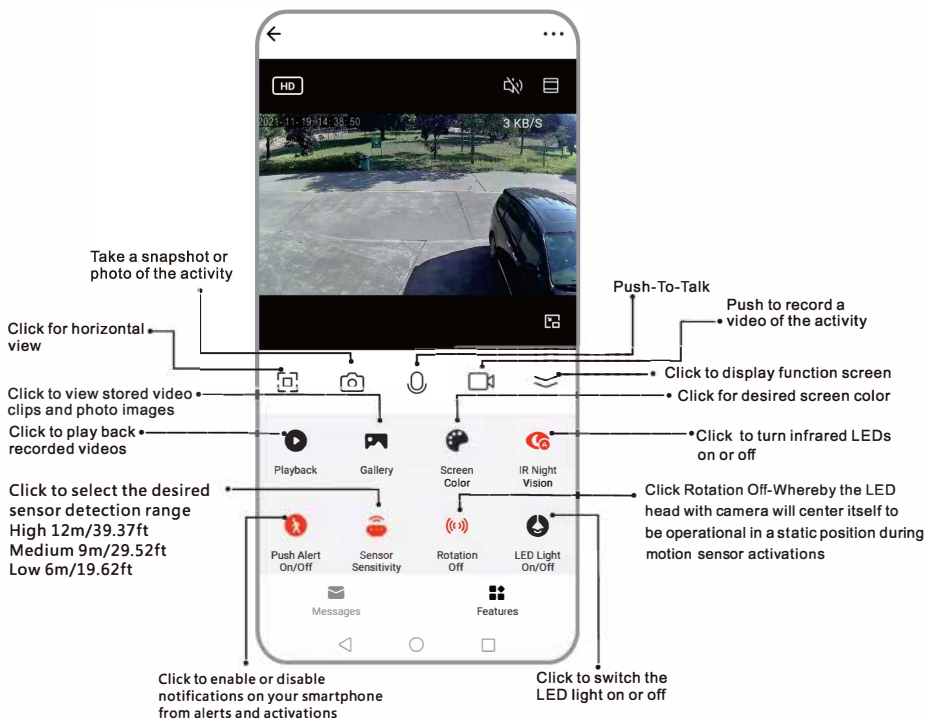 HD
2021-11-19 14:38:50
3 KB/S
Take a snapshot or
photo of the activity
Push-To-Talk
Push to record a
video of the activity
Click for horizontal
view
Click to display function screen
Click to view stored video
clips and photo images
Click for desired screen color
Click to play back
recorded videos
Click to turn infrared LEDs
on or off
Playback
Gallery
Screen
Color
IR Night
Vision
Click to select the desired
sensor detection range
High 12m/39.37ft
Medium 9m/29.52ft
Low 6m/19.62ft
Click Rotation Off-Whereby the LED
head with camera will center itself to
be operational in a static position during
motion sensor activations
Push Alert
On/Off
Sensor
Sensitivity
Rotation
Off
LED Light
On/Off
Messages
Features
Click to enable or disable
notifications on your smartphone
from alerts and activations
Click to switch the
LED light on or off